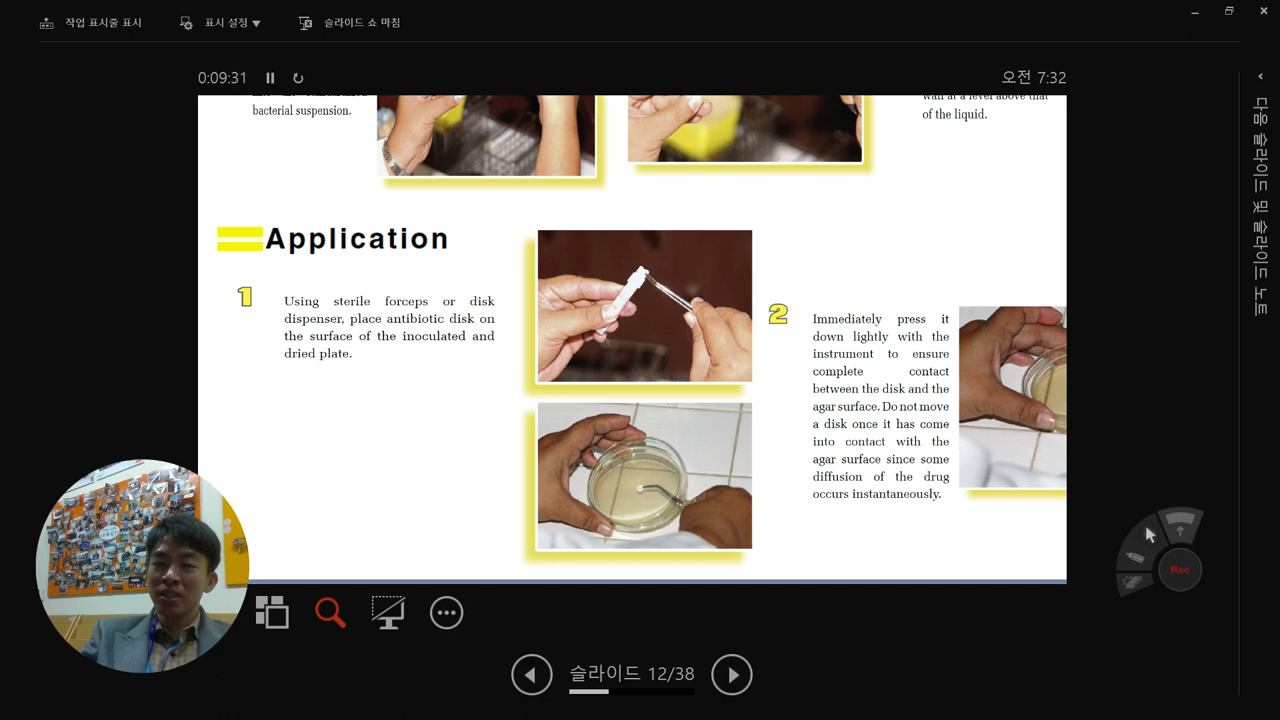 작업 표시줄 표시
표시 설정
슬라이드 쇼 마침
0:09:31
오전 7:32
bacterial suspension.
wall at a level above that
of the liquid.
Application
1
Using sterile forceps or disk
dispenser, place antibiotic disk on
the surface of the inoculated and
dried plate.
2
Immediately press it
down lightly with the
instrument to ensure
complete contact
between the disk and the
agar surface. Do not move
a disk once it has come
into contact with the
agar surface since some
diffusion of the drug
occurs instantaneously.
다음 슬라이드 및 슬라이드 노트
Rec
슬라이드 12/38